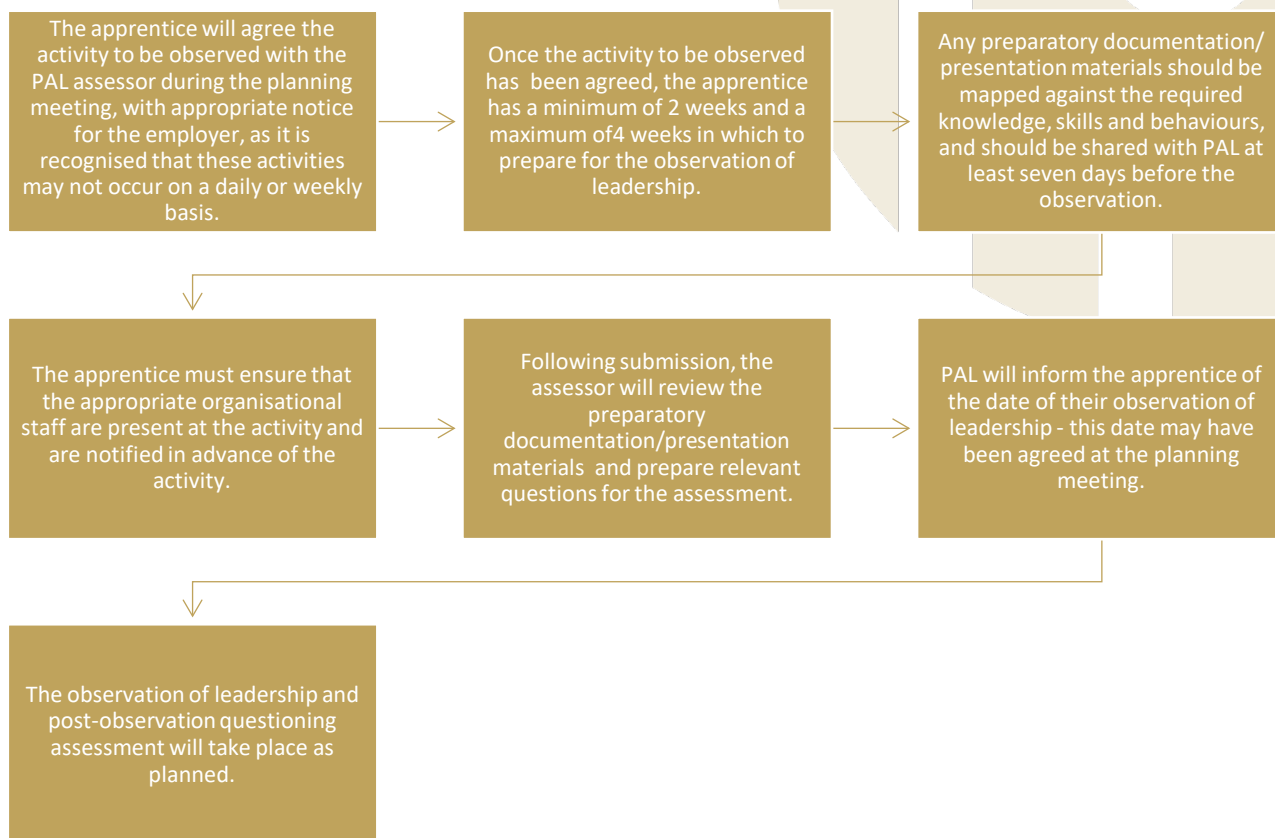 The apprentice will agree the
activity to be observed with the
PAL assessor during the planning
meeting, with appropriate notice
for the employer, as it is
recognised that these activities
may not occur on a daily or weekly
basis.
Once the activity to be observed
has been agreed, the apprentice
has a minimum of 2 weeks and a
maximum of4 weeks in which to
prepare for the observation of
leadership.
Any preparatory documentation/
presentation materials should be
mapped against the required
knowledge, skills and behaviours,
and should be shared with PAL at
least seven days before the
observation.
The apprentice must ensure that
the appropriate organisational
staff are present at the activity and
are notified in advance of the
activity.
Following submission, the
assessor will review the
preparatory
documentation/presentation
materials and prepare relevant
questions for the assessment.
PAL will inform the apprentice of
the date of their observation of
leadership - this date may have
been agreed at the planning
meeting.
The observation of leadership and
post-observation questioning
assessment will take place as
planned.